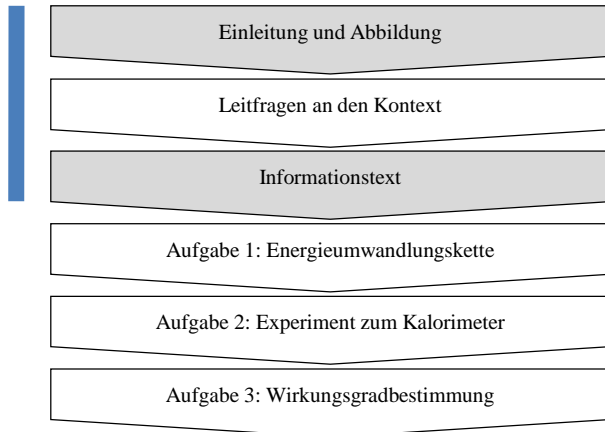 Einleitung und Abbildung
Leitfragen an den Kontext
Informationstext
Aufgabe 1: Energieumwandlungskette
Aufgabe 2: Experiment zum Kalorimeter
Aufgabe 3: Wirkungsgradbestimmung